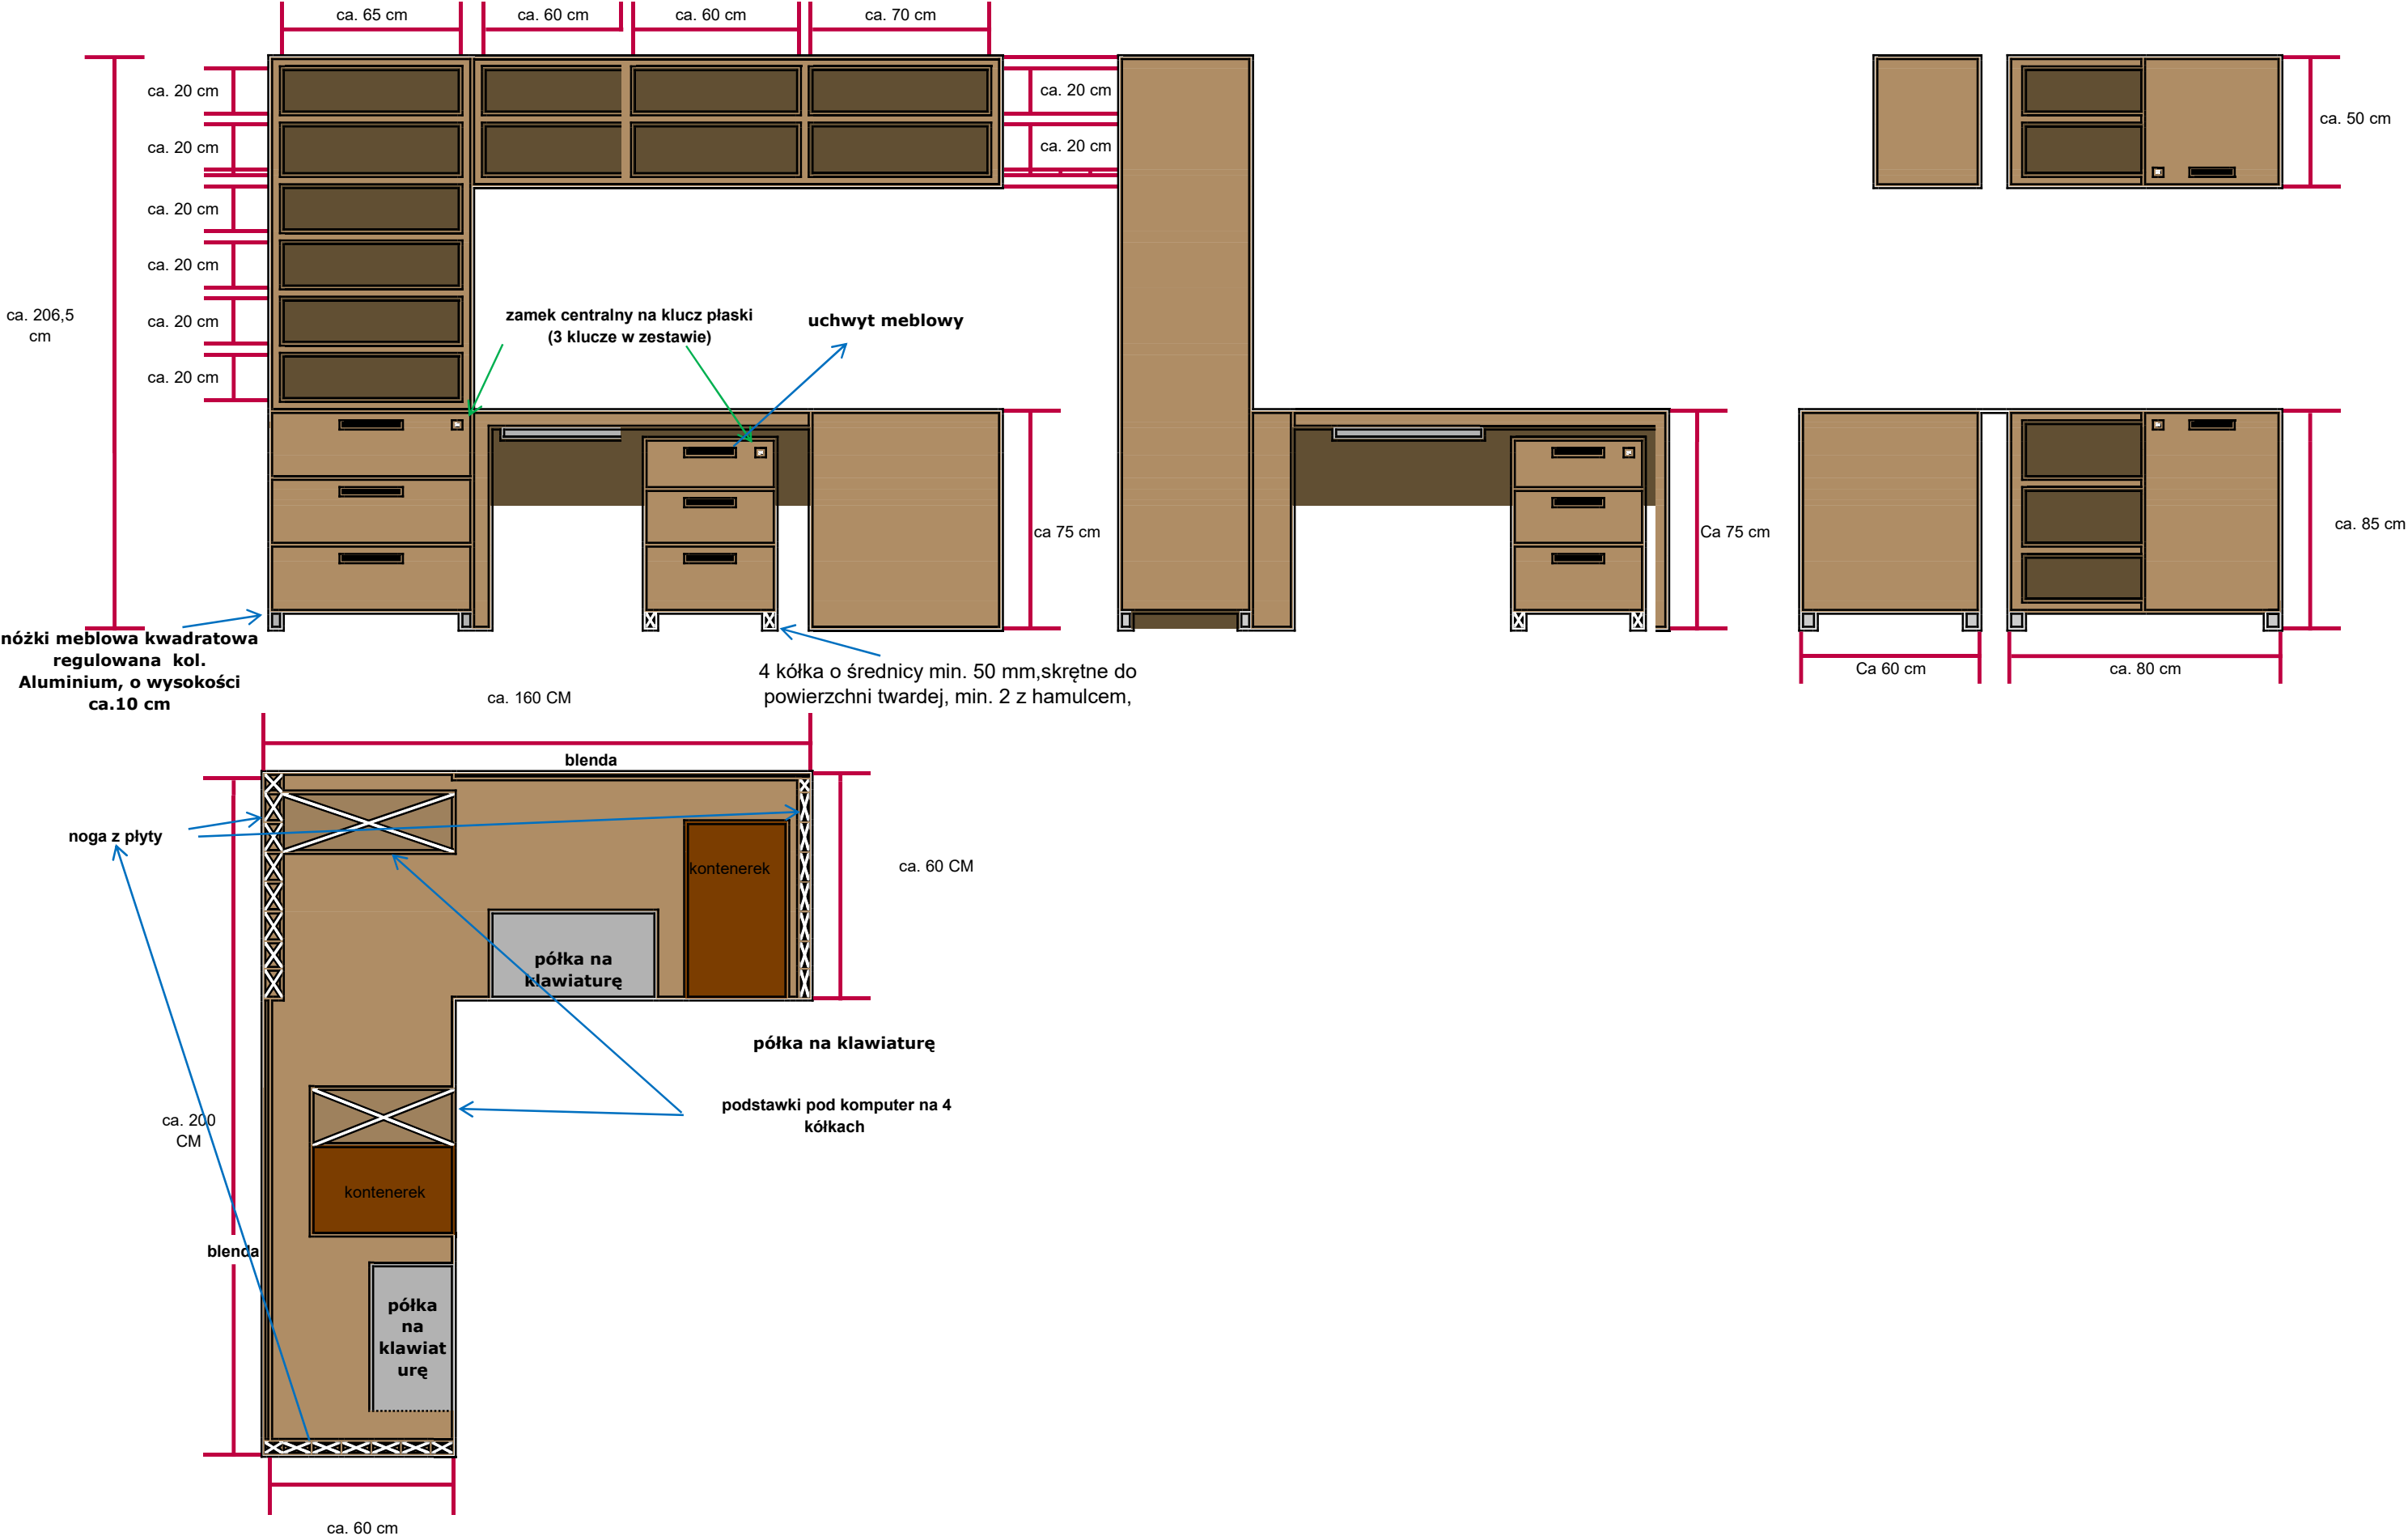 ca. 65 cm
ca. 60 cm
ca. 60 cm
ca. 70 cm
ca. 20 cm
ca. 20 cm
ca. 20 cm
ca. 20 cm
ca. 20 cm
ca. 20 cm
ca. 20 cm
ca. 20 cm
ca. 50 cm
ca. 206,5
cm
zamek centralny na klucz płaski
(3 klucze w zestawie)
uchwyt meblowy
ca 75 cm
Ca 75 cm
ca. 85 cm
nóżki meblowa kwadratowa
regulowana kol.
Aluminium, o wysokości
ca.10 cm
4 kółka o średnicy min. 50 mm,skrętne do
powierzchni twardej, min. 2 z hamulcem,
Ca 60 cm
ca. 80 cm
ca. 160 CM
blenda
noga z płyty
kontenerek
ca. 60 CM
półka na
klawiaturę
półka na klawiaturę
podstawki pod komputer na 4
kółkach
ca. 200
CM
kontenerek
blenda
półka
na
klawiat
urę
ca. 60 cm